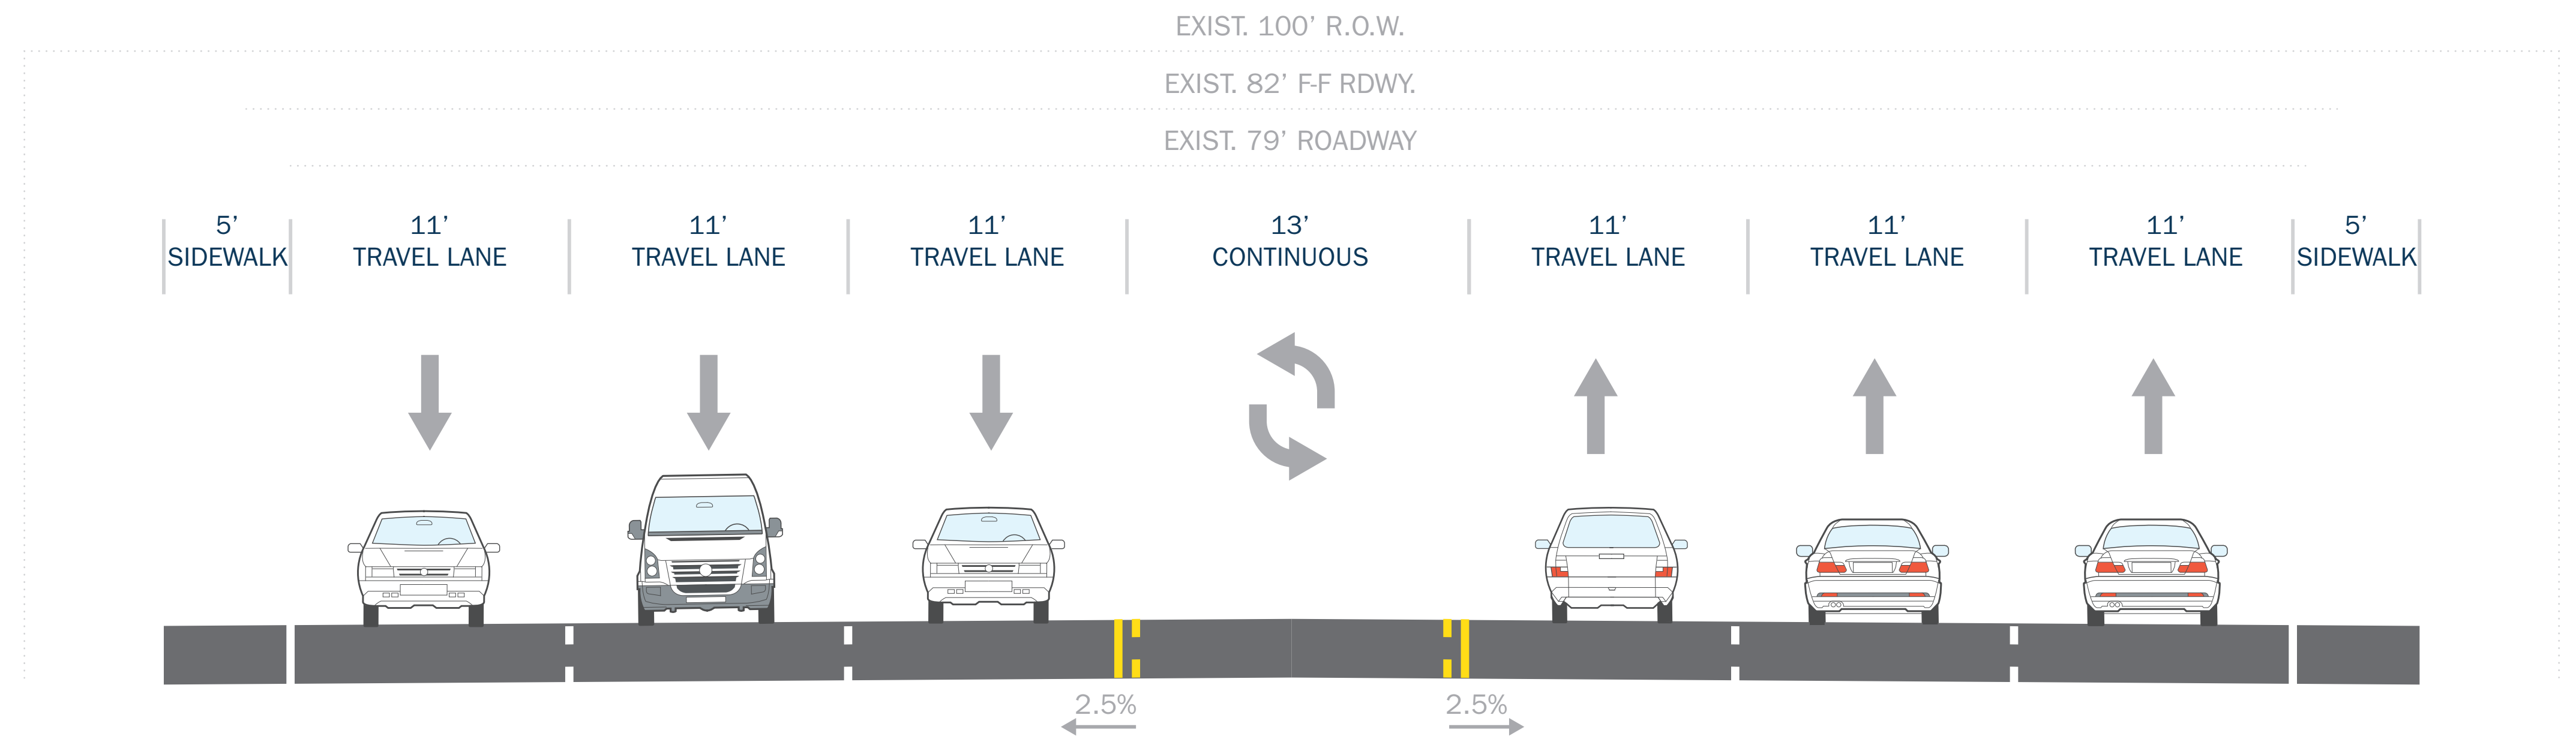 EXIST. 100’ R.O.W.
EXIST. 82’ F-F RDWY.
EXIST. 79’ ROADWAY
5’
SIDEWALK
11’
TRAVEL LANE
11’
TRAVEL LANE
11’
TRAVEL LANE
13’
CONTINUOUS
11’
TRAVEL LANE
11’
TRAVEL LANE
11’
TRAVEL LANE
5’
SIDEWALK
2.5%
2.5%